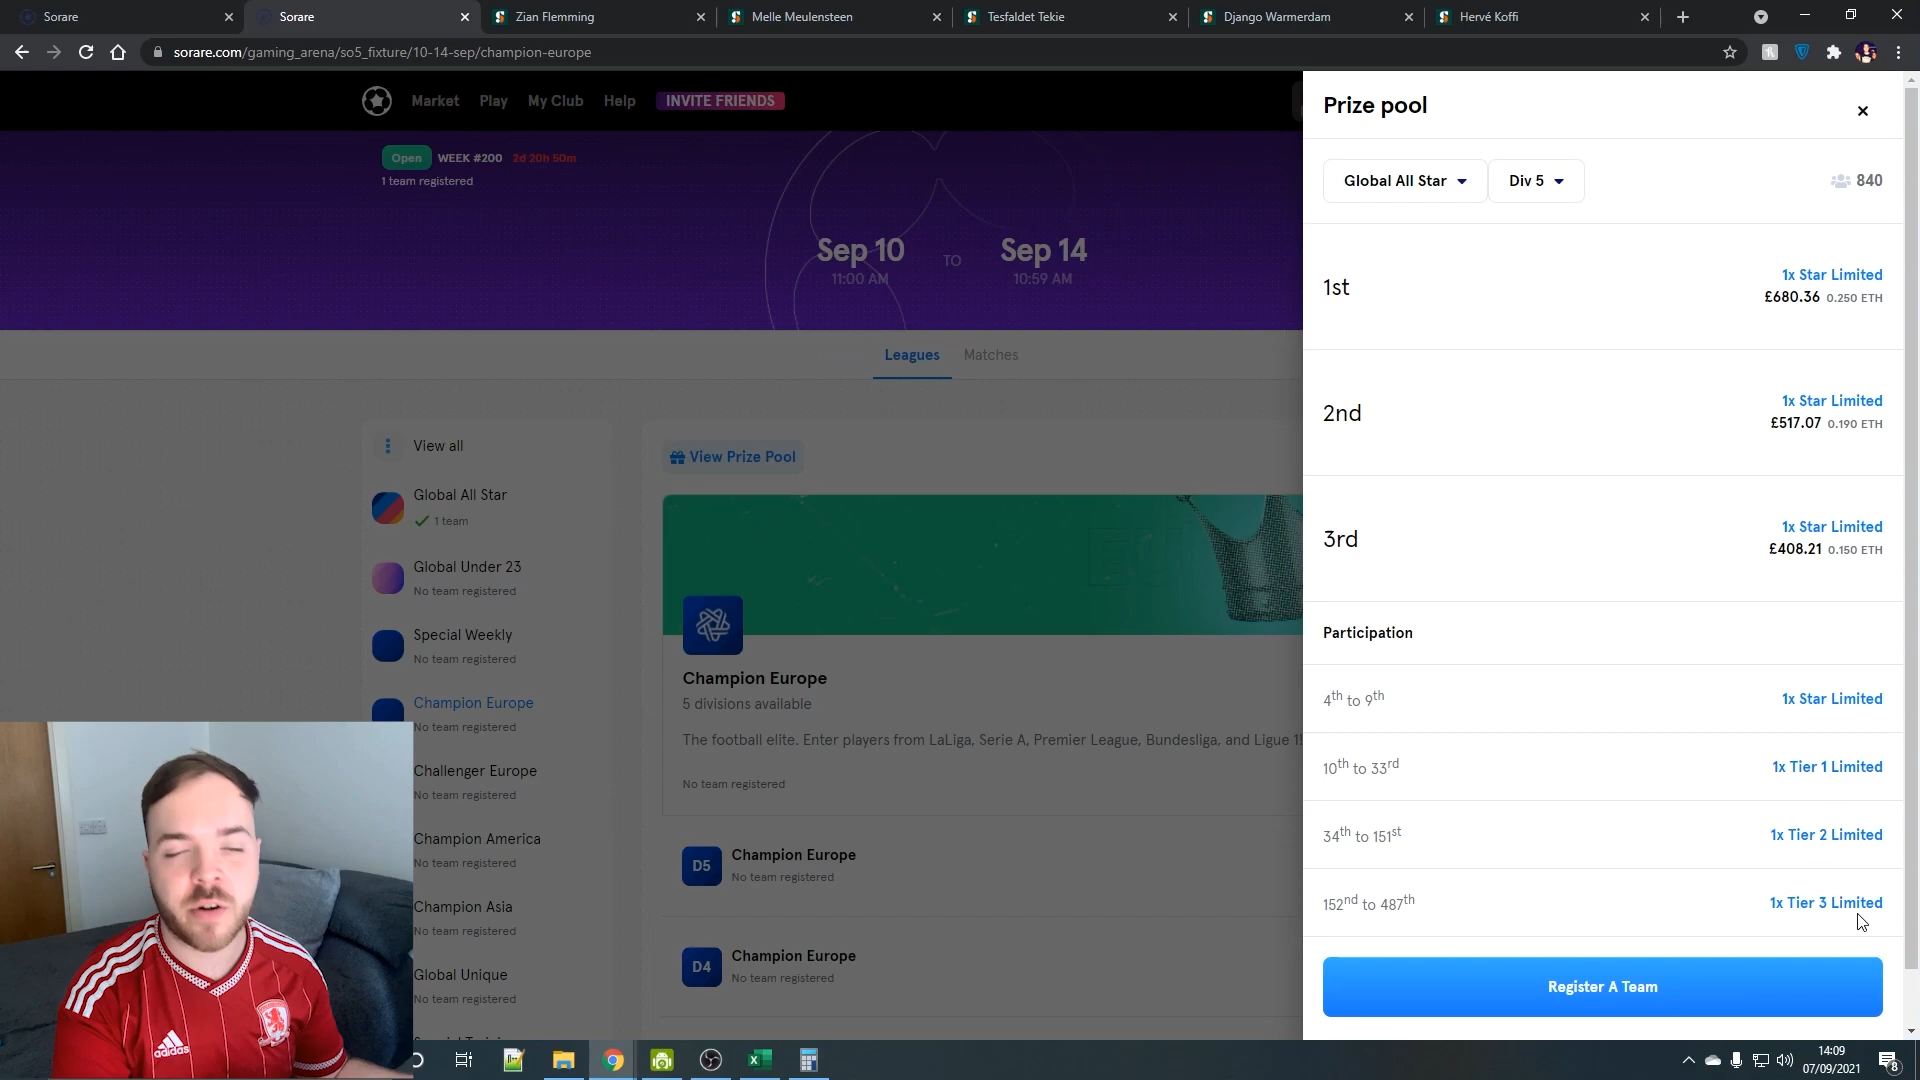 Sorare
Sorare
Zian Flemming
Melle Meulensteen
Tesfaldet Tekie
Django Warmerdam
Hervé Koffi
sorare.com/gaming_arena/so5_fixture/10-14-sep/champion-europe
Market
Play
My Club
Help
INVITE FRIENDS
Open
WEEK #200
2d 20h 50m
1 team registered
Sep 10
TO
Sep 14
11:00 AM
10:59 AM
Leagues
Matches
View all
Global All Star
1 team
Global Under 23
No team registered
Special Weekly
No team registered
Champion Europe
No team registered
Challenger Europe
No team registered
Champion America
No team registered
Champion Asia
No team registered
Global Unique
No team registered
View Prize Pool
Champion Europe
5 divisions available
The football elite. Enter players from LaLiga, Serie A, Premier League, Bundesliga, and Ligue 1!
No team registered
D5
Champion Europe
No team registered
D4
Champion Europe
No team registered
Prize pool
Global All Star
Div 5
840
1st
1x Star Limited
£680.36 0.250 ETH
2nd
1x Star Limited
£517.07 0.190 ETH
3rd
1x Star Limited
£408.21 0.150 ETH
Participation
4th to 9th
1x Star Limited
10th to 33rd
1x Tier 1 Limited
34th to 151st
1x Tier 2 Limited
152nd to 487th
1x Tier 3 Limited
Register A Team
adidas
14:09
07/09/2021
8